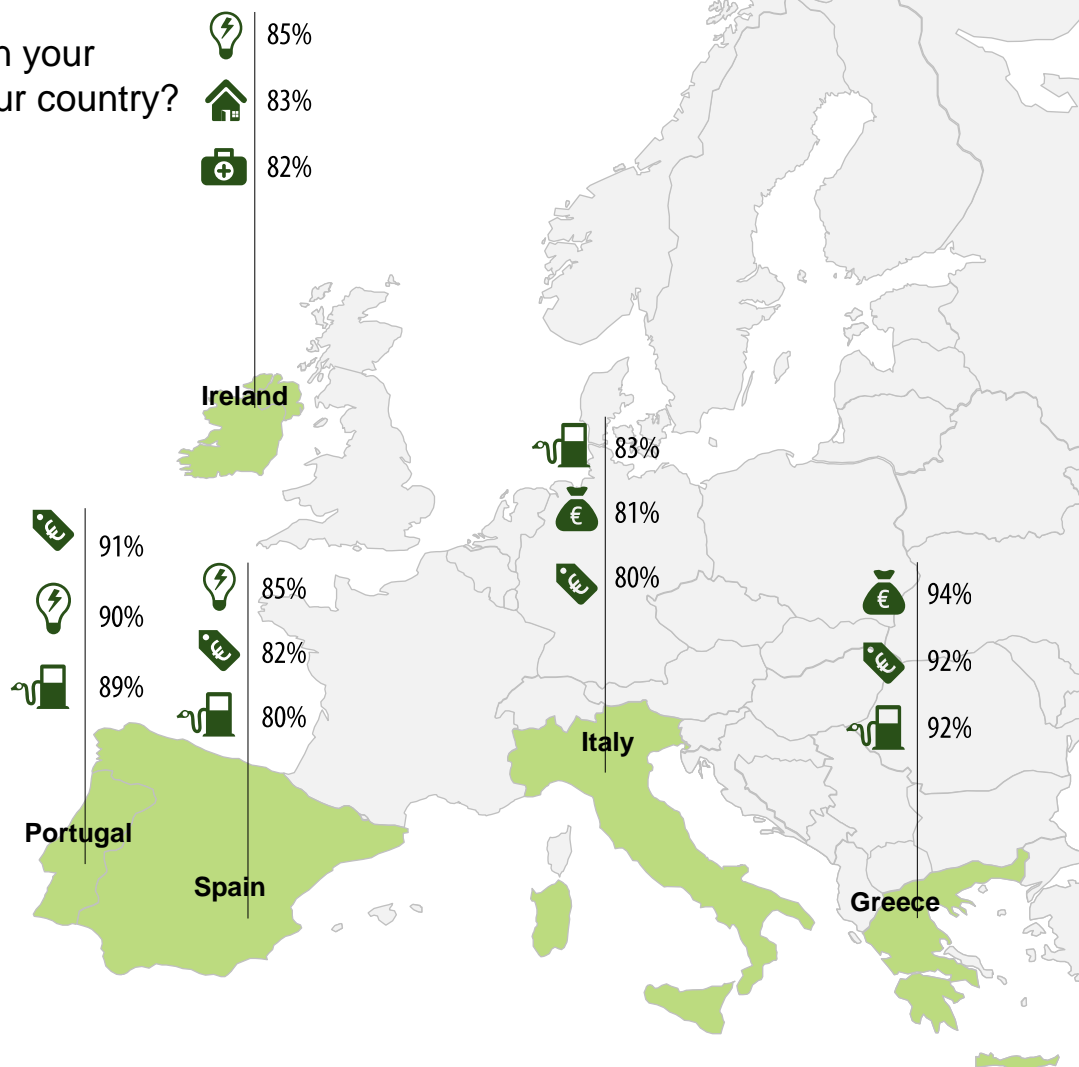 n your
ur country?
85%
83%
82%
Ireland
91%
90%
89%
Portugal
85%
82%
80%
Spain
83%
81%
80%
Italy
94%
92%
92%
Greece